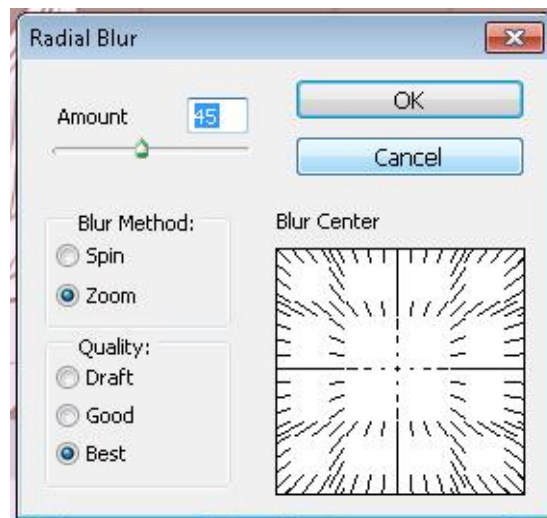 Radial Blur
Amount 45
OK
Cancel
Blur Method:
Spin
Zoom
Blur Center
Quality:
Draft
Good
Best